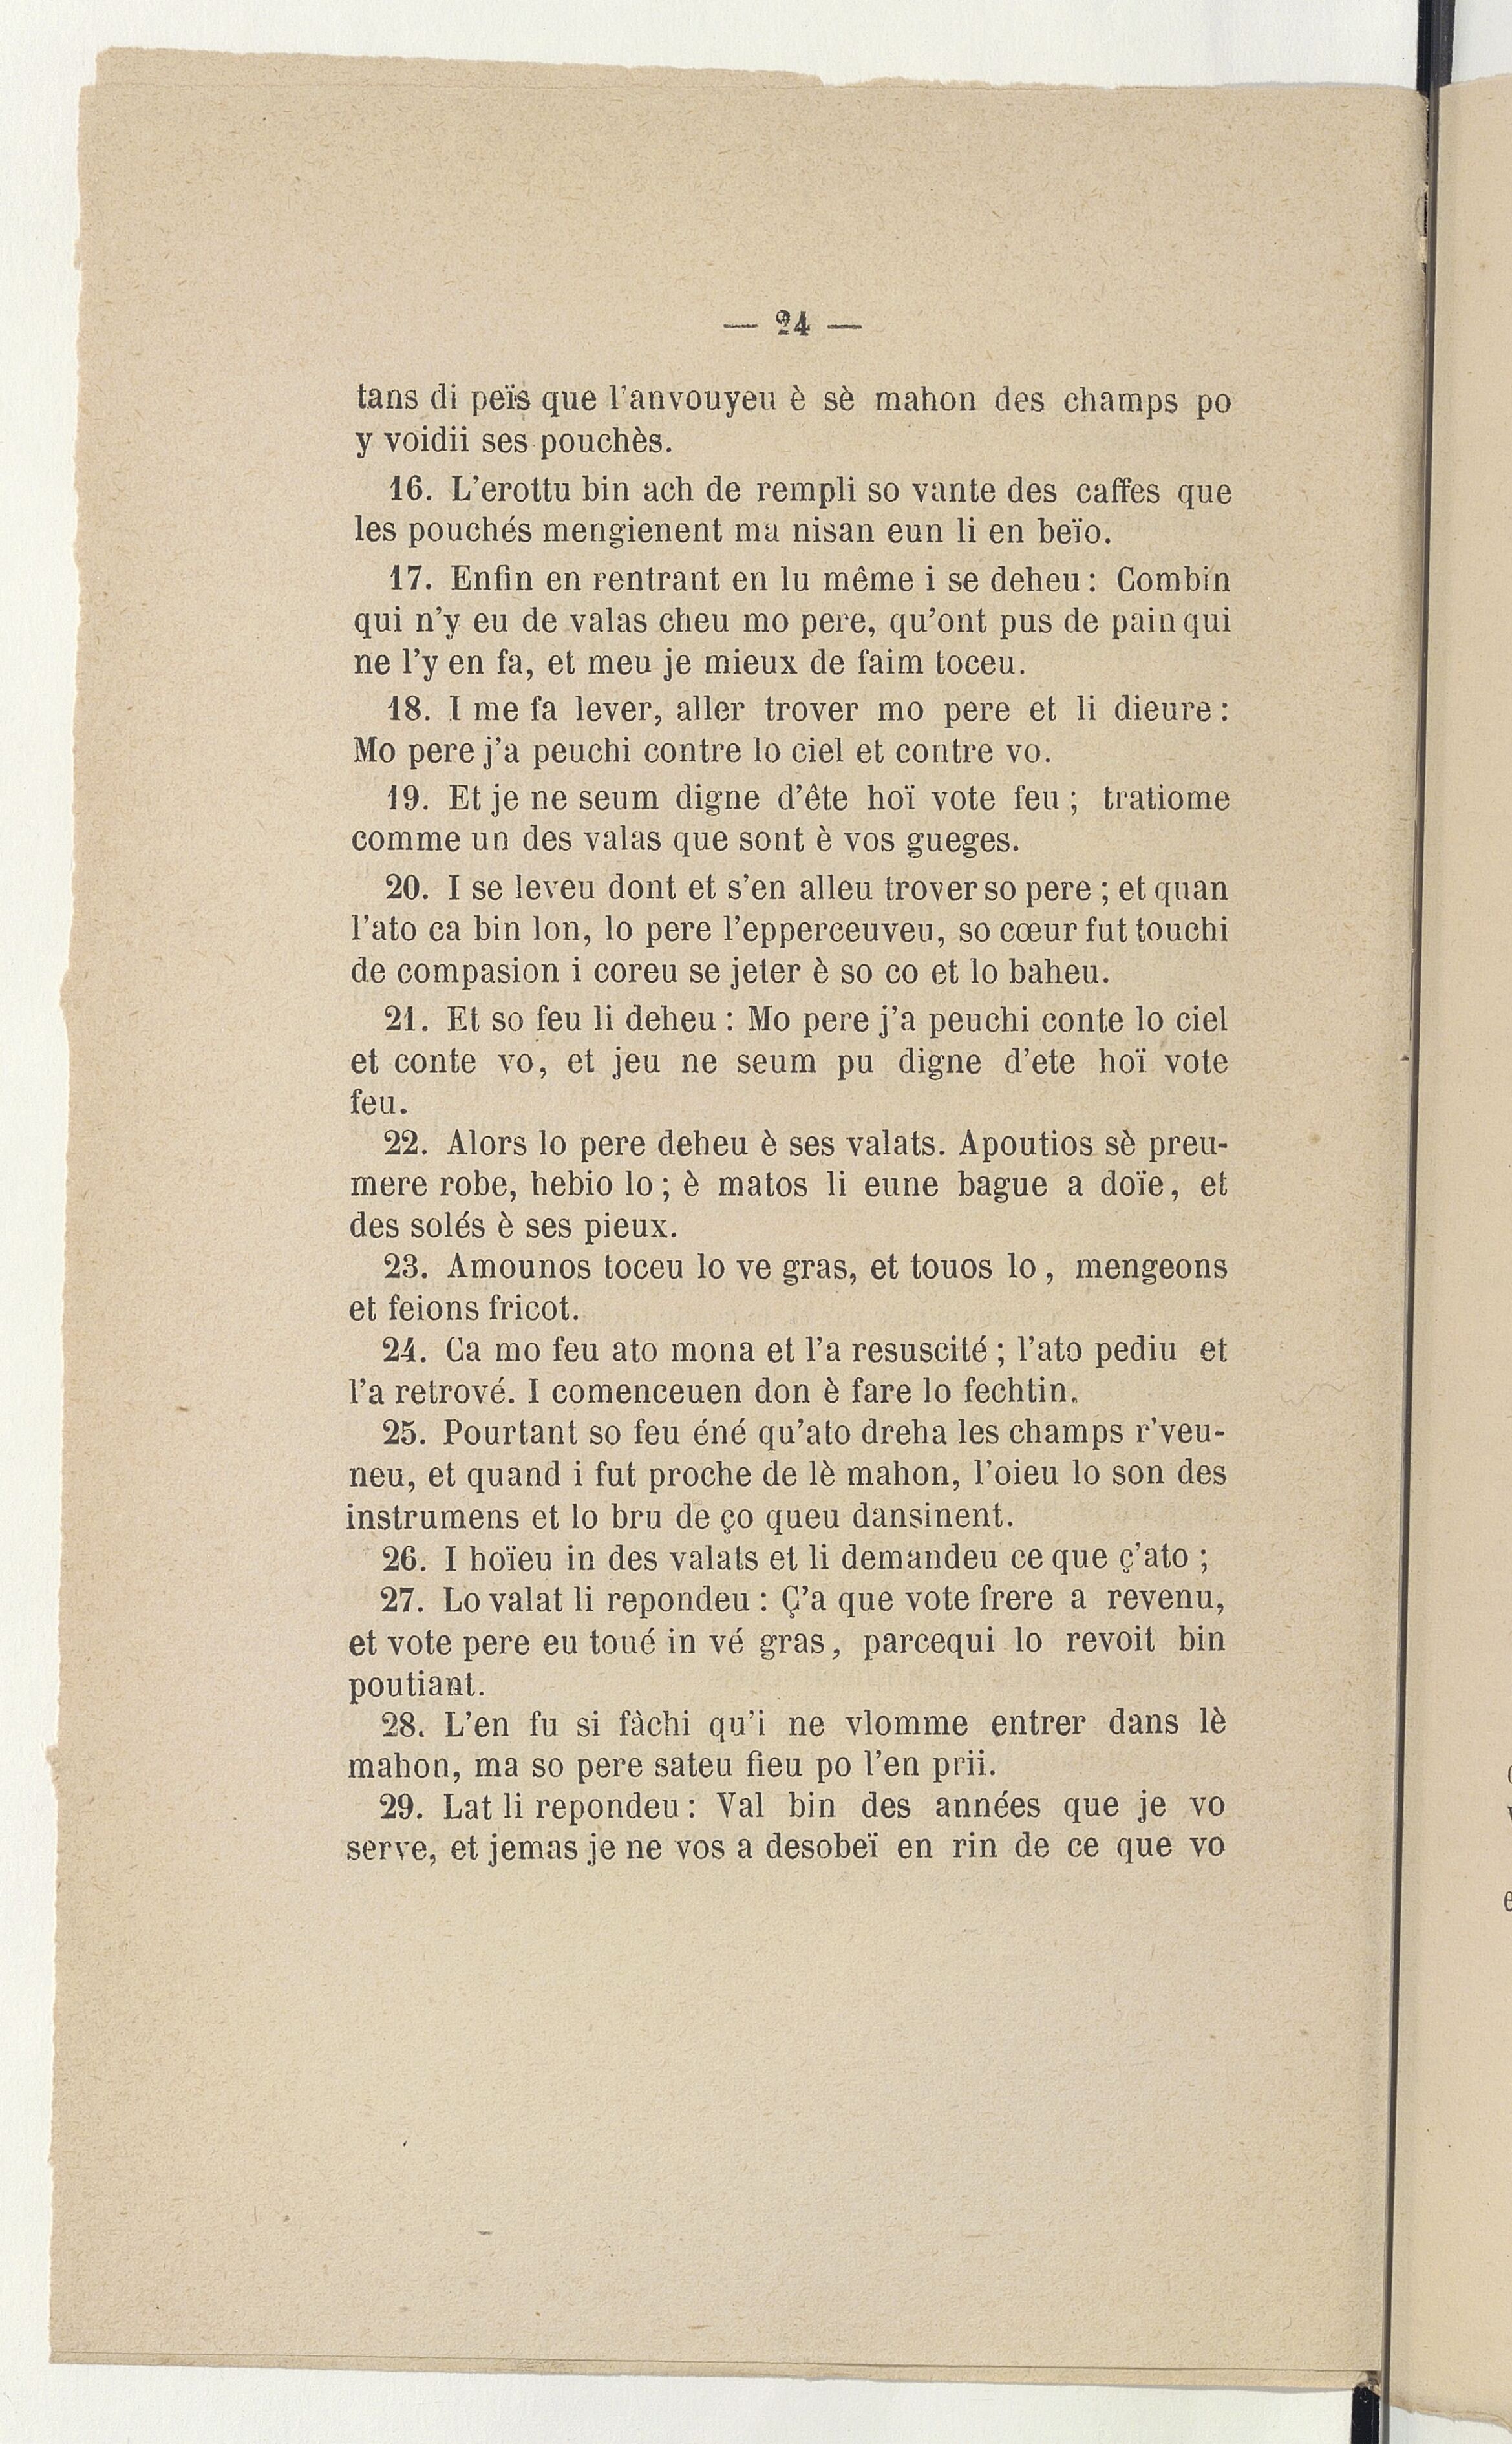 — 24 —
tans di peïs que l'anvouyeu è sè mahon des champs po
y voidii ses pouchès.
16. L'erottu bin ach de rempli so vante des caffes que
les pouchés mengienent ma nisan eun li en beïo.
17. Enfin en rentrant en lu même i se deheu : Combin
qui n'y eu de valas cheu mo pere, qu'ont pus de pain qui
ne l'y en fa, et meu je mieux de faim toceu.
18. I me fa lever, aller trover mo pere et li dieure :
Mo pere j'a peuchi contre lo ciel et contre vo.
19. Et je ne seum digne d'ête hoï vote feu ; tratiome
comme un des valas que sont è vos gueges.
20. I se leveu dont et s'en alleu trover so pere ; et quan
l'ato ca bin lon, lo pere l'epperceuveu, so cœur fut touchi
de compasion i coreu se jeter è so co et lo baheu.
21. Et so feu li deheu : Mo pere j'a peuchi conte lo ciel
et conte vo, et jeu ne seum pu digne d'ete hoï vote
feu.
22. Alors lo pere deheu è ses valats. Apoutios sè preu-
mere robe, hebio lo ; è matos li eune bague a doïe, et
des solés è ses pieux.
23. Amounos toceu lo ve gras, et touos lo, mengeons
et feions fricot.
24. Ca mo feu ato mona et l'a resuscité ; l'ato pediu et
l'a retrové. I comenceuen don è fare lo fechtin.
25. Pourtant so feu éné qu'ato dreha les champs r'veu-
neu, et quand i fut proche de lè mahon, l'oieu lo son des
instrumens et lo bru de ço queu dansinent.
26. I hoïeu in des valats et li demandeu ce que ç'ato ;
27. Lo valat li repondeu : Ç'a que vote frere a revenu,
et vote pere eu toué in vé gras, parcequi lo revoit bin
poutiant.
28. L'en fu si fâchi qu'i ne vlomme entrer dans lè
mahon, ma so pere sateu fieu po l'en prii.
29. Lat li repondeu : Val bin des années que je vo
serve, et jemas je ne vos a desobeï en rin de ce que vo